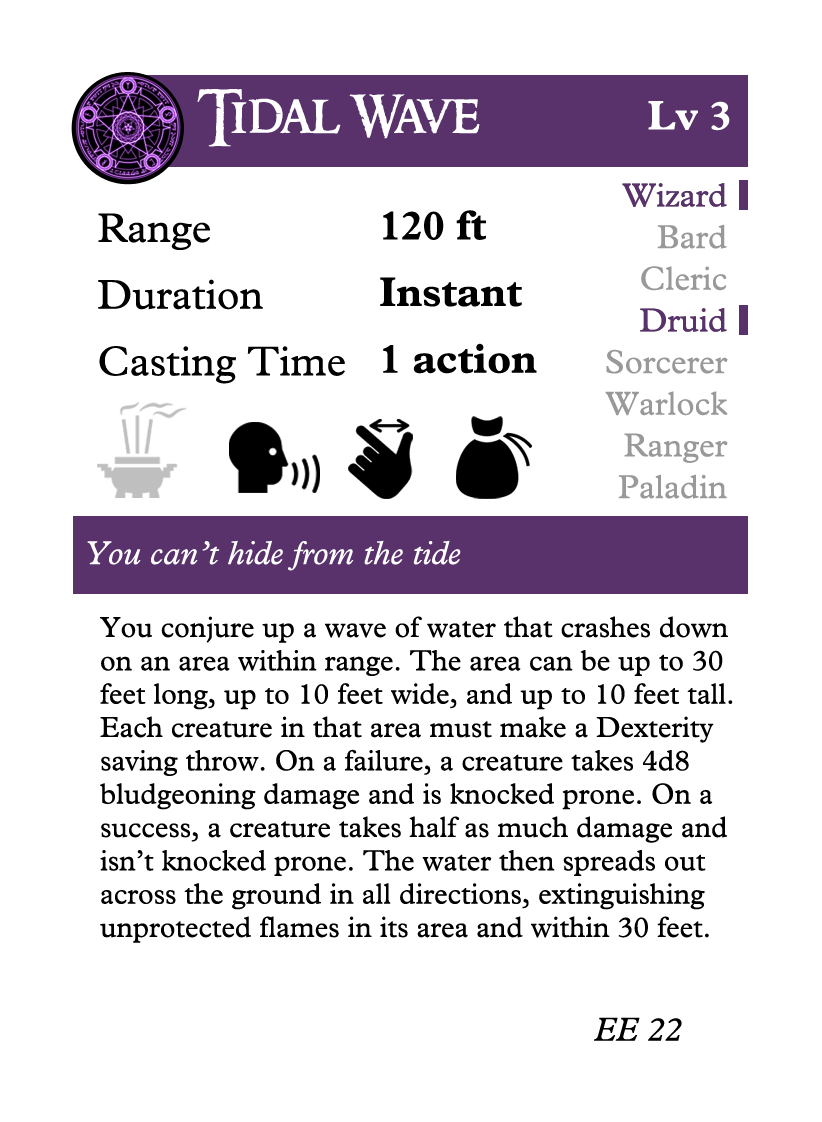 Tidal Wave
Lv 3
Range 120 ft
Duration Instant
Casting Time 1 action
Wizard
Bard
Cleric
Druid
Sorcerer
Warlock
Ranger
Paladin
You can’t hide from the tide
You conjure up a wave of water that crashes down
on an area within range. The area can be up to 30
feet long, up to 10 feet wide, and up to 10 feet tall.
Each creature in that area must make a Dexterity
saving throw. On a failure, a creature takes 4d8
bludgeoning damage and is knocked prone. On a
success, a creature takes half as much damage and
isn’t knocked prone. The water then spreads out
across the ground in all directions, extinguishing
unprotected flames in its area and within 30 feet.
EE 22